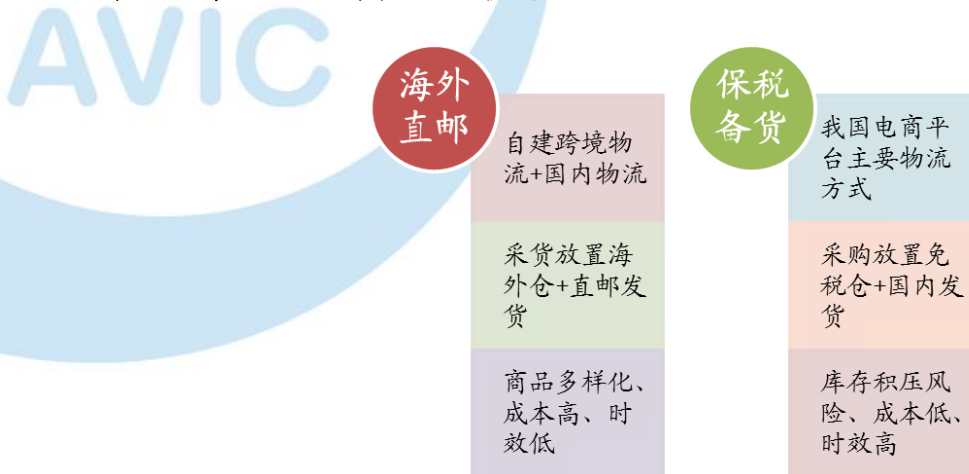 AVIC
海外
直邮
自建跨境物
流+国内物流
采货放置海
外仓+直邮发
货
商品多样化、
成本高、时
效低
保税
备货
我国电商平
台主要物流
方式
采购放置免
税仓+国内发
货
库存积压风
险、成本低、
时效高